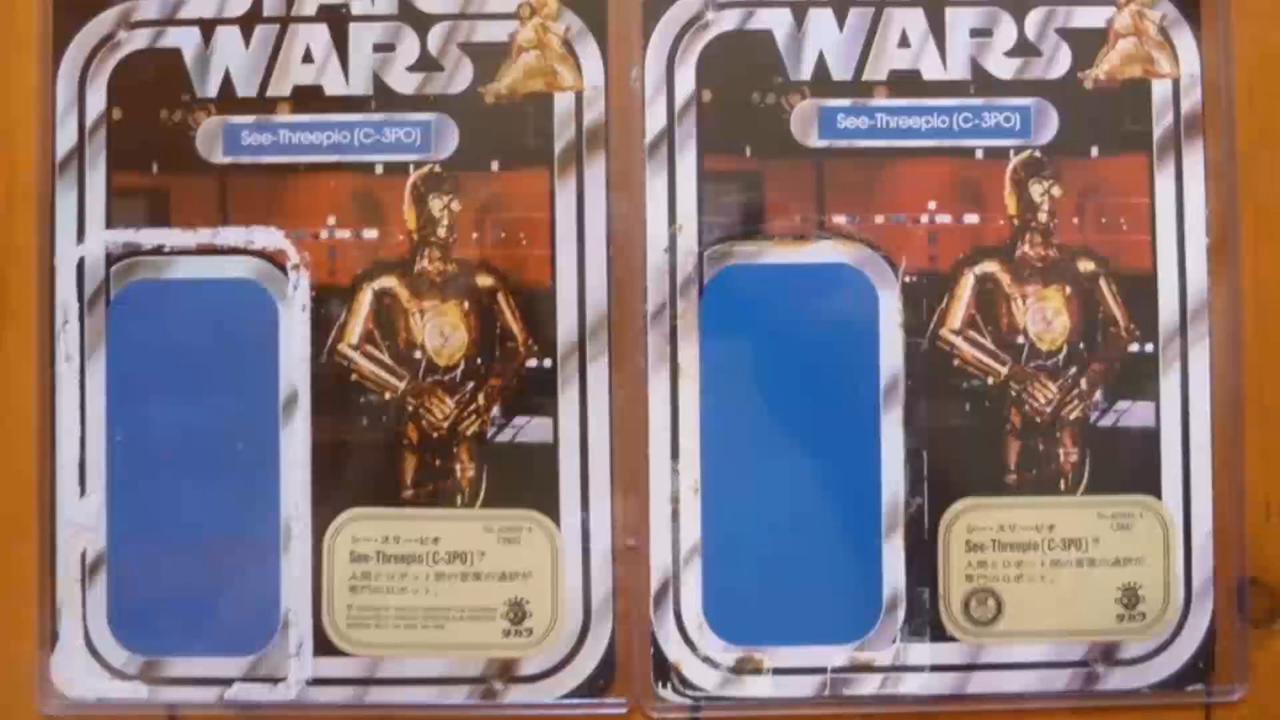 STAR
WARS
See-Threepio (C-3PO)
シー・スリー・ピオ
See-Threepio (C-3PO)
人間とロボット間の言葉の通訳が
専門のロボット。
タカラ
STAR
WARS
See-Threepio (C-3PO)
シー・スリー・ピオ
See-Threepio (C-3PO)
人間とロボット間の言葉の通訳が
専門のロボット。
タカラ